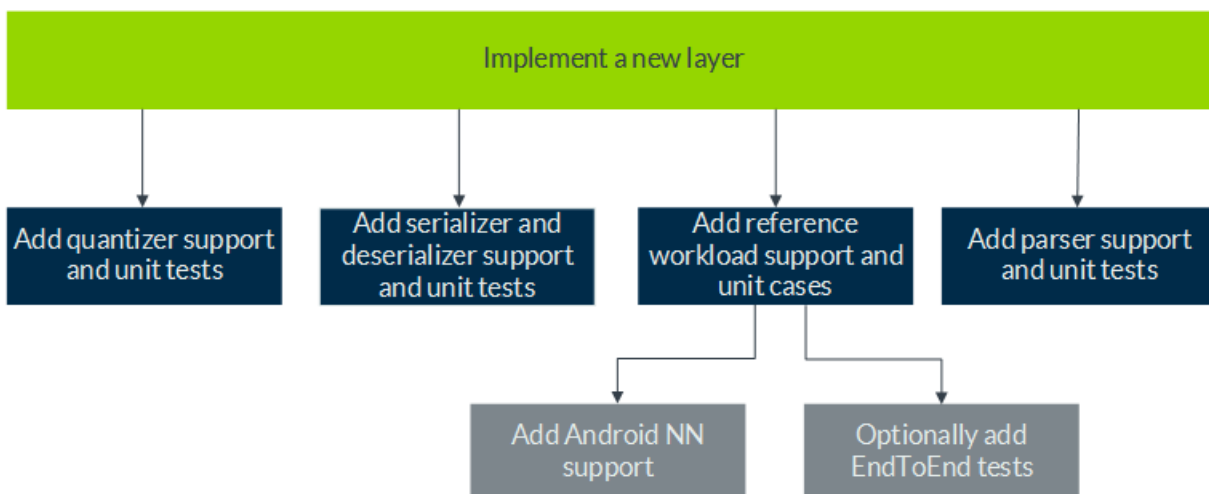 Implement a new layer
Add quantizer support
and unit tests
Add serializer and
deserializer support
and unit tests
Add reference
workload support and
unit cases
Add parser support
and unit tests
Add Android NN
support
Optionally add
EndToEnd tests